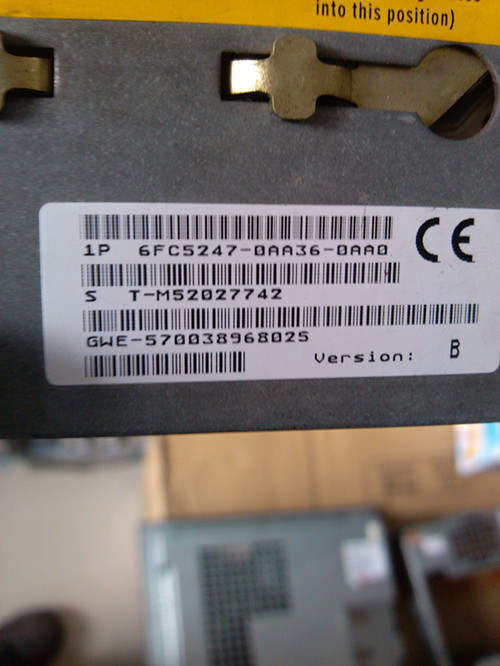 into this position)
1P 6FC5247-0AA36-0AA0
CE
S T-M52027742
GWE-570038968025
Version: B